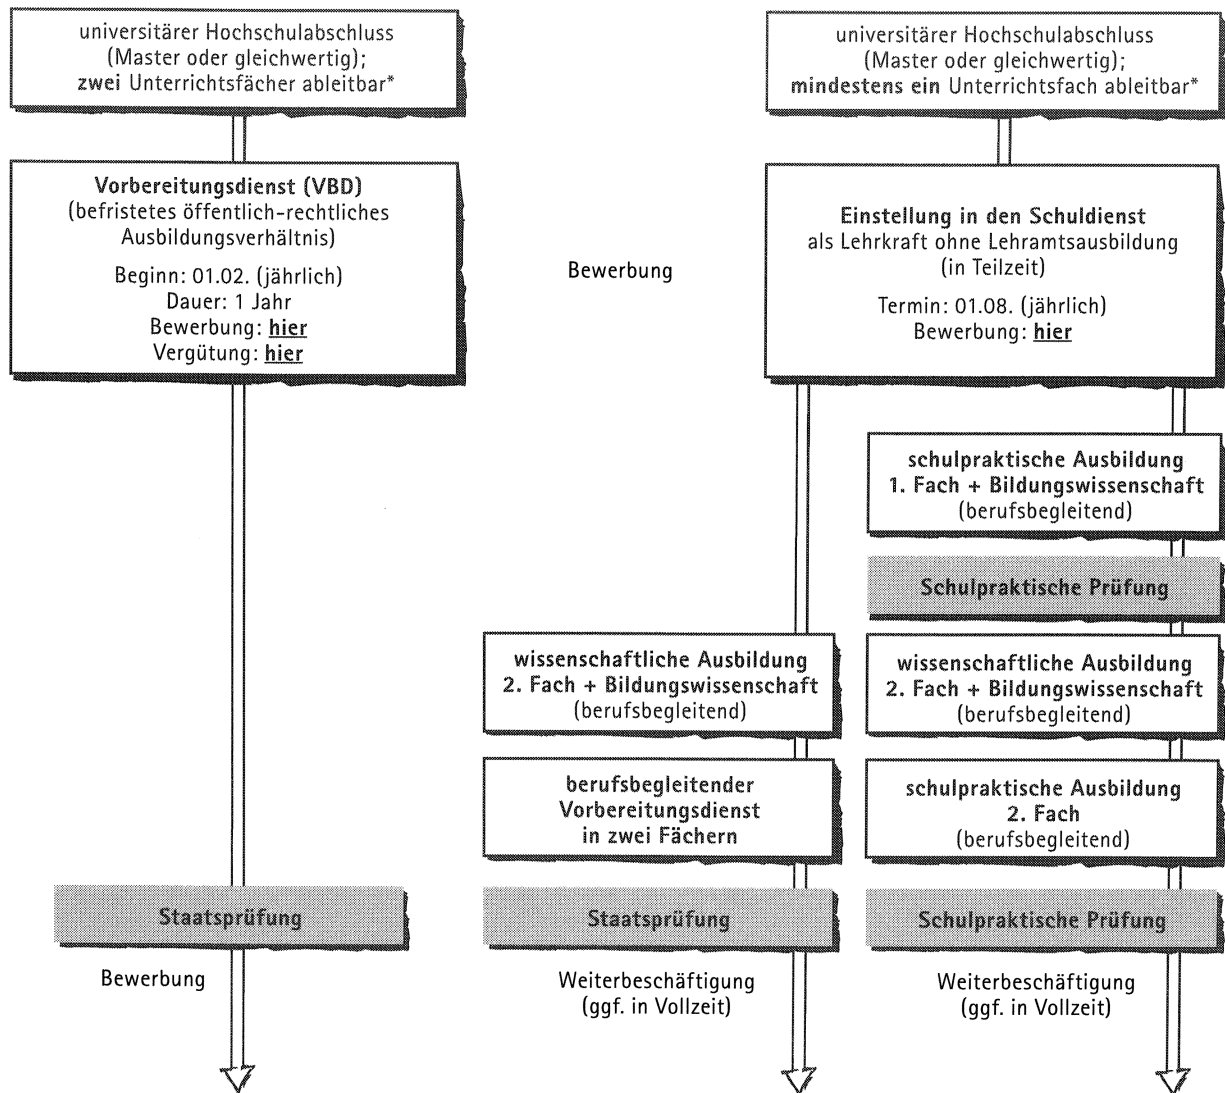 universitärer Hochschulabschluss
(Master oder gleichwertig);
zwei Unterrichtsfächer ableitbar*
universitärer Hochschulabschluss
(Master oder gleichwertig);
mindestens ein Unterrichtsfach ableitbar*
Vorbereitungsdienst (VBD)
(befristetes öffentlich-rechtliches
Ausbildungsverhältnis)
Beginn: 01.02. (jährlich)
Dauer: 1 Jahr
Bewerbung: hier
Vergütung: hier
Bewerbung
Einstellung in den Schuldienst
als Lehrkraft ohne Lehramtsausbildung
(in Teilzeit)
Termin: 01.08. (jährlich)
Bewerbung: hier
schulpraktische Ausbildung
1. Fach + Bildungswissenschaft
(berufsbegleitend)
Schulpraktische Prüfung
wissenschaftliche Ausbildung
2. Fach + Bildungswissenschaft
(berufsbegleitend)
wissenschaftliche Ausbildung
2. Fach + Bildungswissenschaft
(berufsbegleitend)
berufsbegleitender
Vorbereitungsdienst
in zwei Fächern
schulpraktische Ausbildung
2. Fach
(berufsbegleitend)
Staatsprüfung
Staatsprüfung
Schulpraktische Prüfung
Bewerbung
Weiterbeschäftigung
(ggf. in Vollzeit)
Weiterbeschäftigung
(ggf. in Vollzeit)